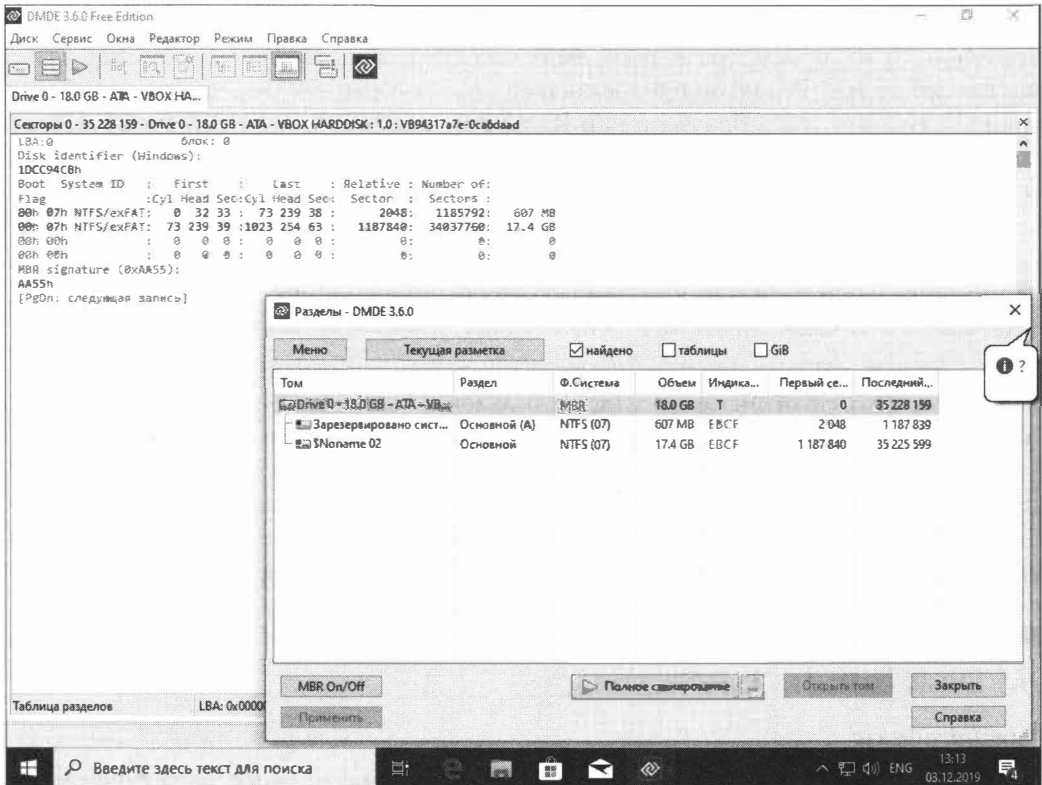 DMDE 3.6.0 Free Edition
Диск Сервис Окна Редактор Режим Правка Справка
Drive 0 - 18.0 GB - ATA - VBOX HA...
Секторы 0 - 35 228 159 - Drive 0 - 18.0 GB - ATA - VBOX HARDDISK : 1.0 : VB94317a7e-0ca6daad
LBA:0 блок: 0
Disk identifier (Windows):
1DCC94CBh
Boot System ID : First : Last : Relative : Number of:
Flag :Cyl Head Sec:Cyl Head Sec: Sector : Sectors :
80h 07h NTFS/exFAT: 0 32 33 : 73 239 38 : 2048: 1185792: 607 MB
00h 07h NTFS/exFAT: 73 239 39 :1023 254 63 : 1187840: 34037760: 17.4 GB
00h 00h : 0 0 0 : 0 0 0 : 0: 0: 0
00h 00h : 0 0 0 : 0 0 0 : 0: 0: 0
MBR signature (0xAA55):
AA55h
[PgDn: следующая запись]
Разделы - DMDE 3.6.0
Меню Текущая разметка найдено таблицы GiB
?
Том Раздел Ф.Система Объем Индика... Первый се... Последний...
Drive 0 - 18.0 GB - ATA - VB... MBR 18.0 GB T 0 35 228 159
Зарезервировано сист... Основной (A) NTFS (07) 607 MB EBCF 2 048 1 187 839
$Noname 02 Основной NTFS (07) 17.4 GB EBCF 1 187 840 35 225 599
MBR On/Off Полное сканирование ... Открыть том Закрыть
Применить Справка
Таблица разделов LBA: 0x0000
Введите здесь текст для поиска ENG 13:13
03.12.2019
4